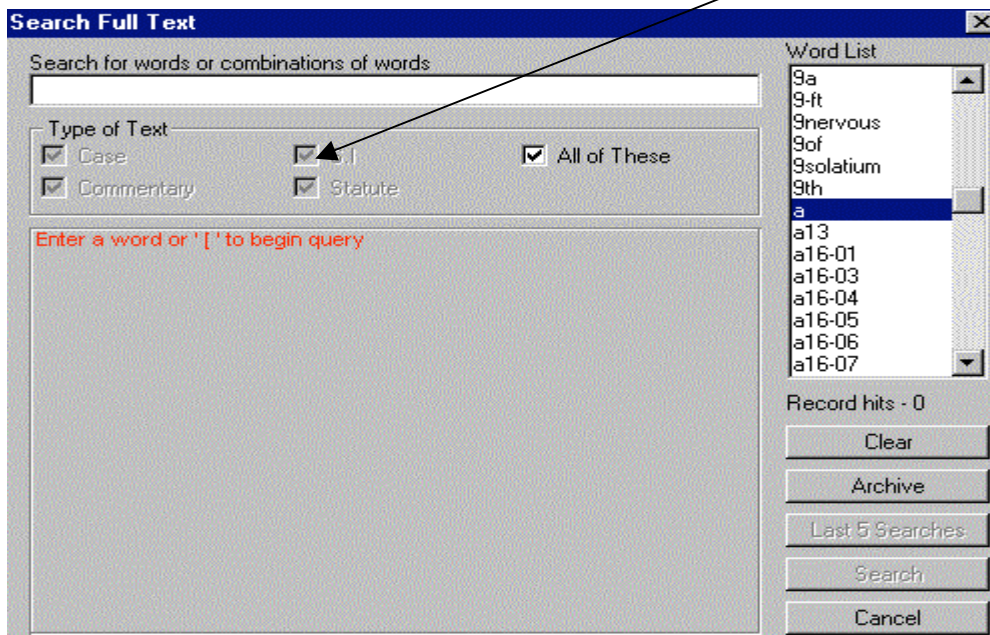 Search Full Text
Search for words or combinations of words
Type of Text
Case
All of These
Commentary
Statute
Enter a word or ' [ ' to begin query
Word List
9a
9-ft
9nervous
9of
9solatium
9th
a
a13
a16-01
a16-03
a16-04
a16-05
a16-06
a16-07
Record hits - 0
Clear
Archive
Last 5 Searches
Search
Cancel